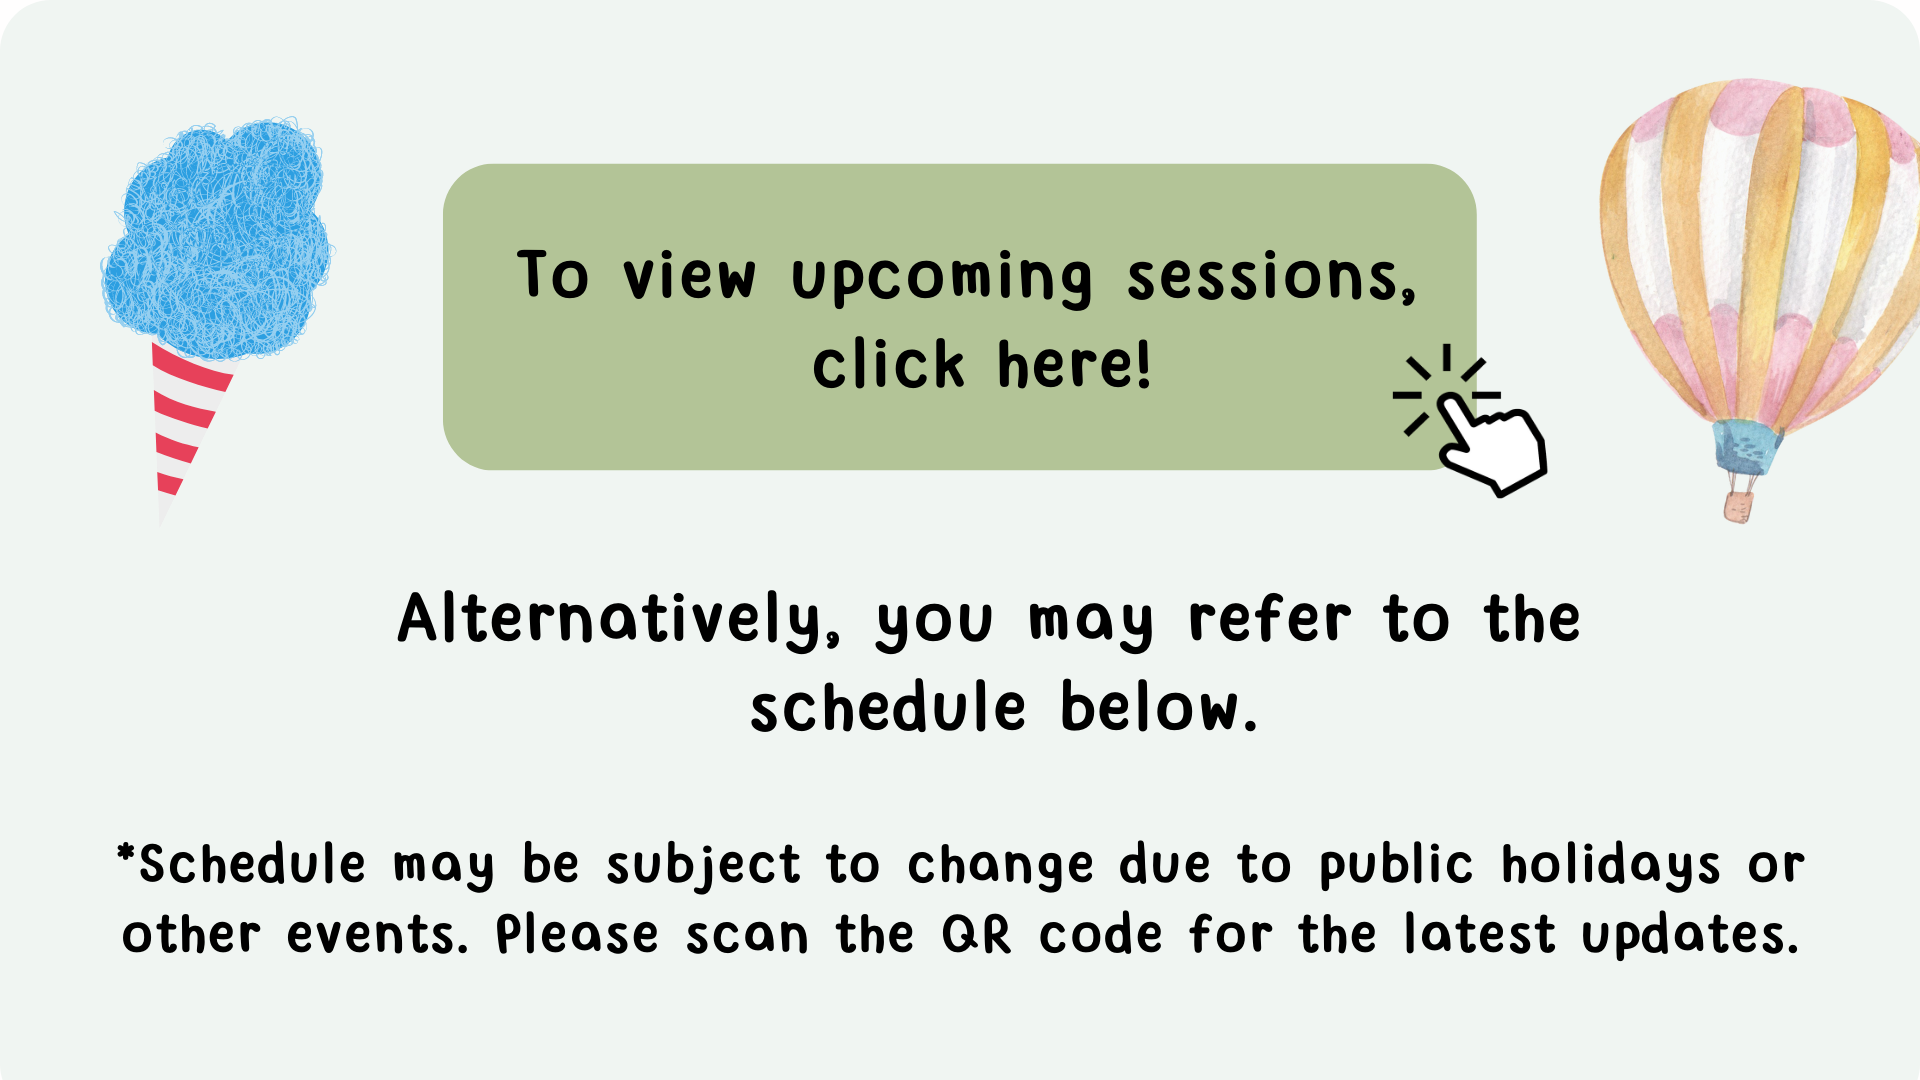 To view upcoming sessions,
click here!
Alternatively, you may refer to the
schedule below.
*Schedule may be subject to change due to public holidays or
other events. Please scan the QR code for the latest updates.